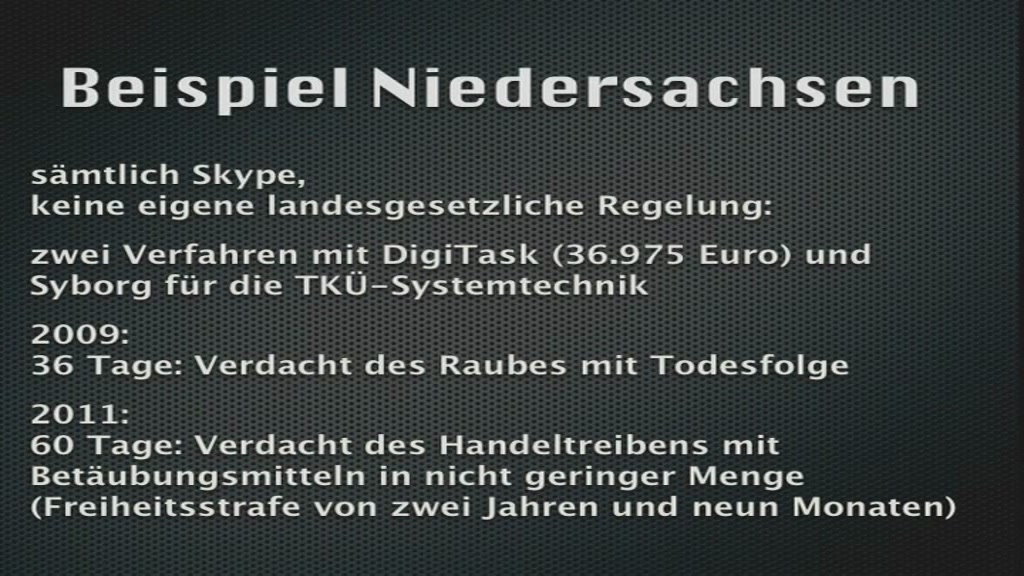 Beispiel Niedersachsen
sämtlich Skype,
keine eigene landesgesetzliche Regelung:
zwei Verfahren mit DigiTask (36.975 Euro) und
Syborg für die TKÜ-Systemtechnik
2009:
36 Tage: Verdacht des Raubes mit Todesfolge
2011:
60 Tage: Verdacht des Handeltreibens mit
Betäubungsmitteln in nicht geringer Menge
(Freiheitsstrafe von zwei Jahren und neun Monaten)